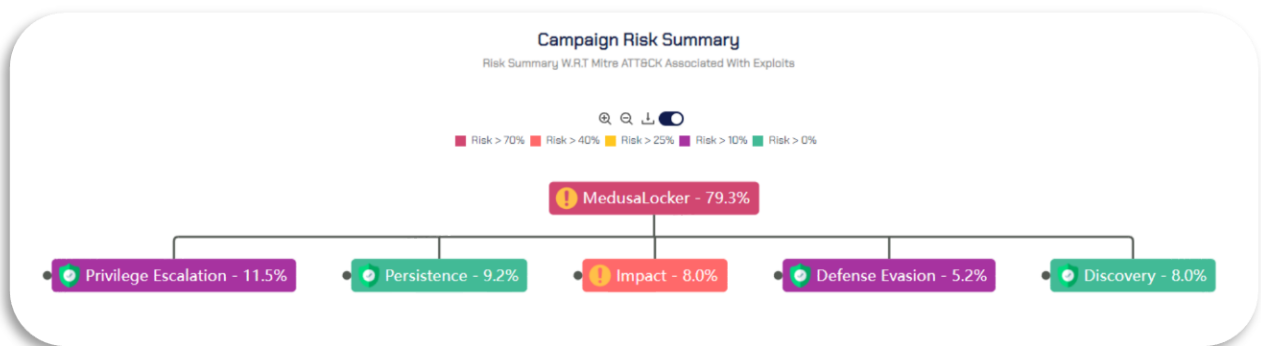 Campaign Risk Summary
Risk Summary W.R.T Mitre ATT&CK Associated With Exploits
Risk > 70% Risk > 40% Risk > 25% Risk > 10% Risk > 0%
MedusaLocker - 79.3%
Privilege Escalation - 11.5% Persistence - 9.2% Impact - 8.0% Defense Evasion - 5.2% Discovery - 8.0%